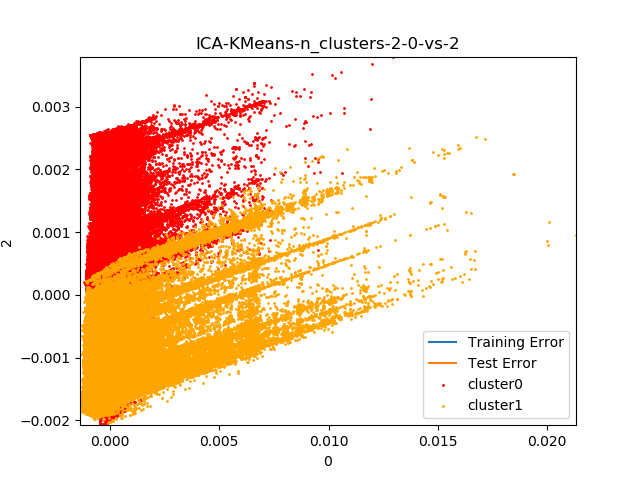 ICA-KMeans-n_clusters-2-0-vs-2
0.003
0.002
0.001
0.000
−0.001
−0.002
2
0.000
0.005
0.010
0.015
0.020
0
Training Error
Test Error
cluster0
cluster1